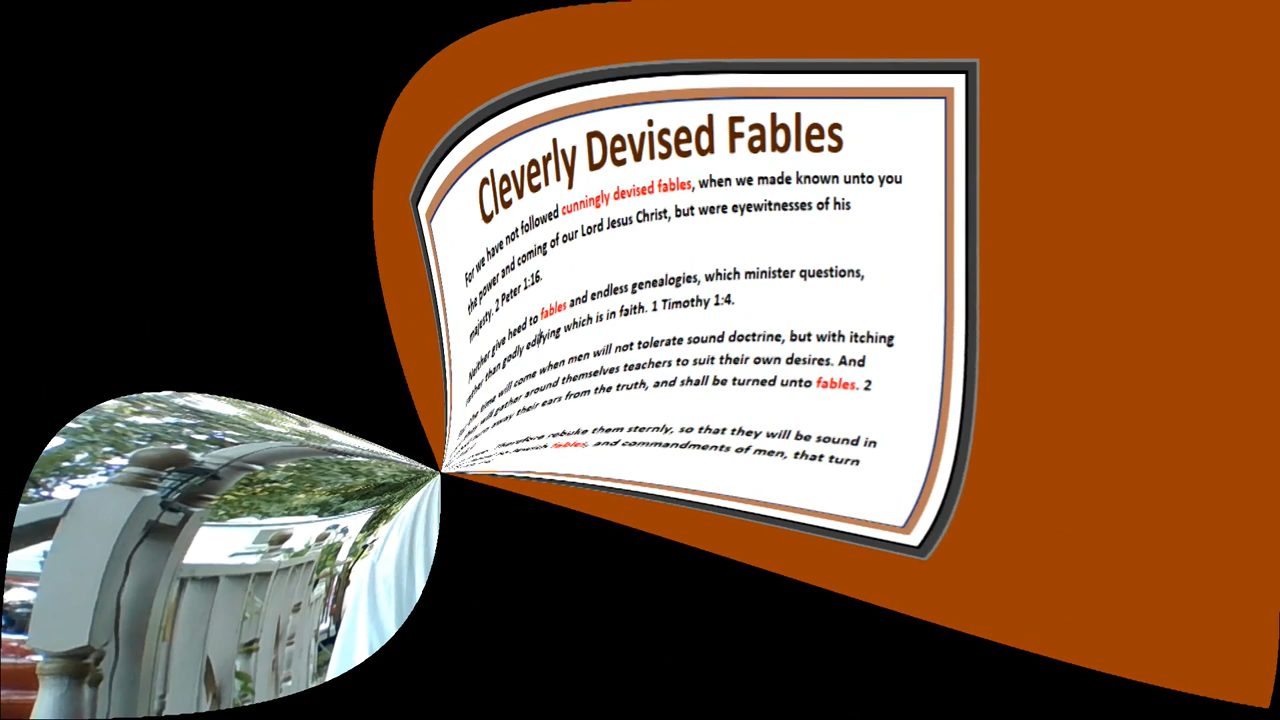 Cleverly Devised Fables
For we have not followed cunningly devised fables, when we made known unto you
the power and coming of our Lord Jesus Christ, but were eyewitnesses of his
majesty. 2 Peter 1:16.
Neither give heed to fables and endless genealogies, which minister questions,
rather than godly edifying which is in faith. 1 Timothy 1:4.
the time will come when men will not tolerate sound doctrine, but with itching
will gather around themselves teachers to suit their own desires. And
away their ears from the truth, and shall be turned unto fables. 2
Therefore rebuke them sternly, so that they will be sound in
Jewish fables, and commandments of men, that turn